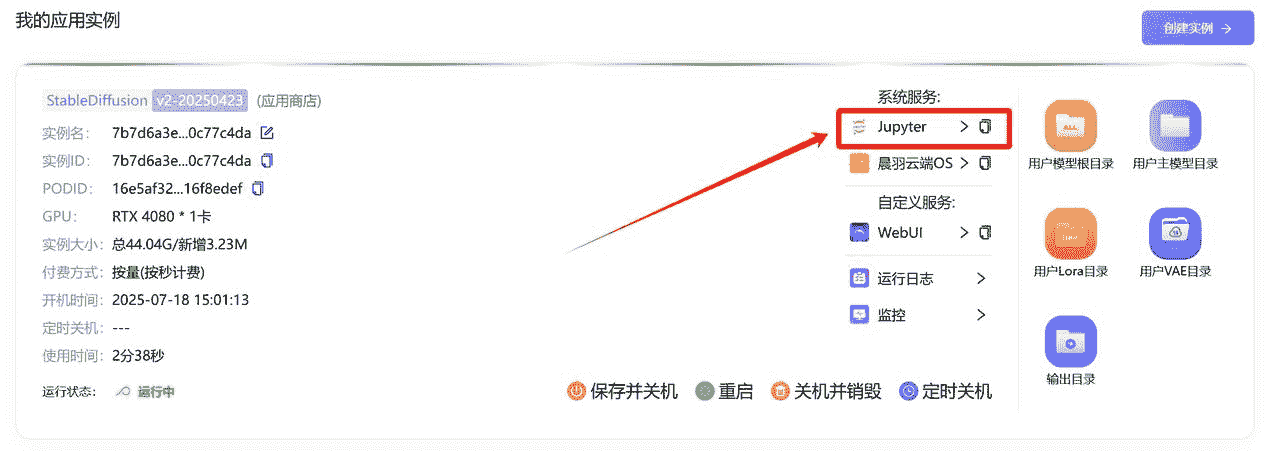 我的应用实例
创建实例 →
StableDiffusion v2-20250423 (应用商店)
实例名: 7b7d6a3e...0c77c4da
实例ID: 7b7d6a3e...0c77c4da
PODID: 16e5af32...16f8edef
GPU: RTX 4080 * 1卡
实例大小: 总44.04G/新增3.23M
付费方式: 按量(按秒计费)
开机时间: 2025-07-18 15:01:13
定时关机: ---
使用时间: 2分38秒
运行状态: 运行中
系统服务:
Jupyter
晨羽云端OS
自定义服务:
WebUI
运行日志
监控
保存并关机 重启 关机并销毁 定时关机
ALL
用户模型根目录 用户主模型目录
用户Lora目录 用户VAE目录
输出目录